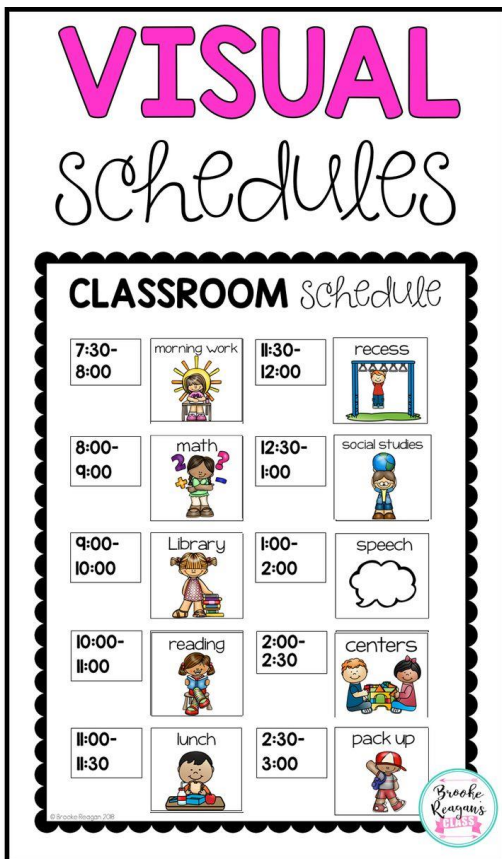 VISUAL
schedules
CLASSROOM schedule
7:30-
8:00
morning work
8:00-
9:00
math
9:00-
10:00
Library
10:00-
11:00
reading
11:00-
11:30
lunch
11:30-
12:00
recess
12:30-
1:00
social studies
1:00-
2:00
speech
2:00-
2:30
centers
2:30-
3:00
pack up
© Brooke Reagan 2018
Brooke
Reagan's
CLASS